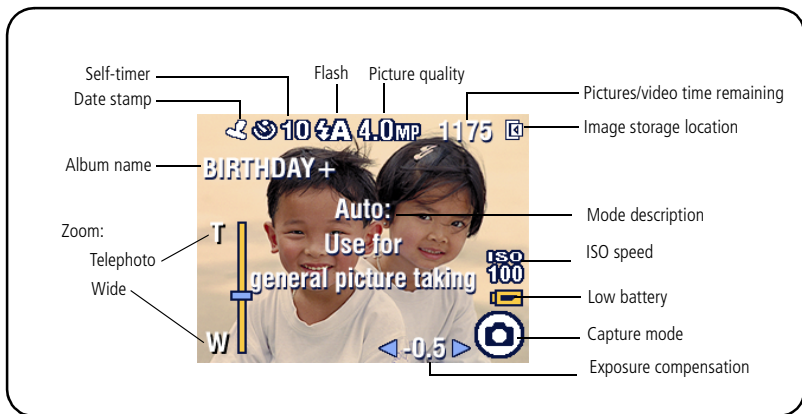 Self-timer
Flash
Picture quality
Date stamp
Pictures/video time remaining
10 A 4.0MP 1175
Image storage location
Album name
BIRTHDAY+
Auto:
Mode description
Use for
general picture taking
Zoom:
T
Telephoto
Wide
W
ISO
100
ISO speed
Low battery
Capture mode
-0.5
Exposure compensation